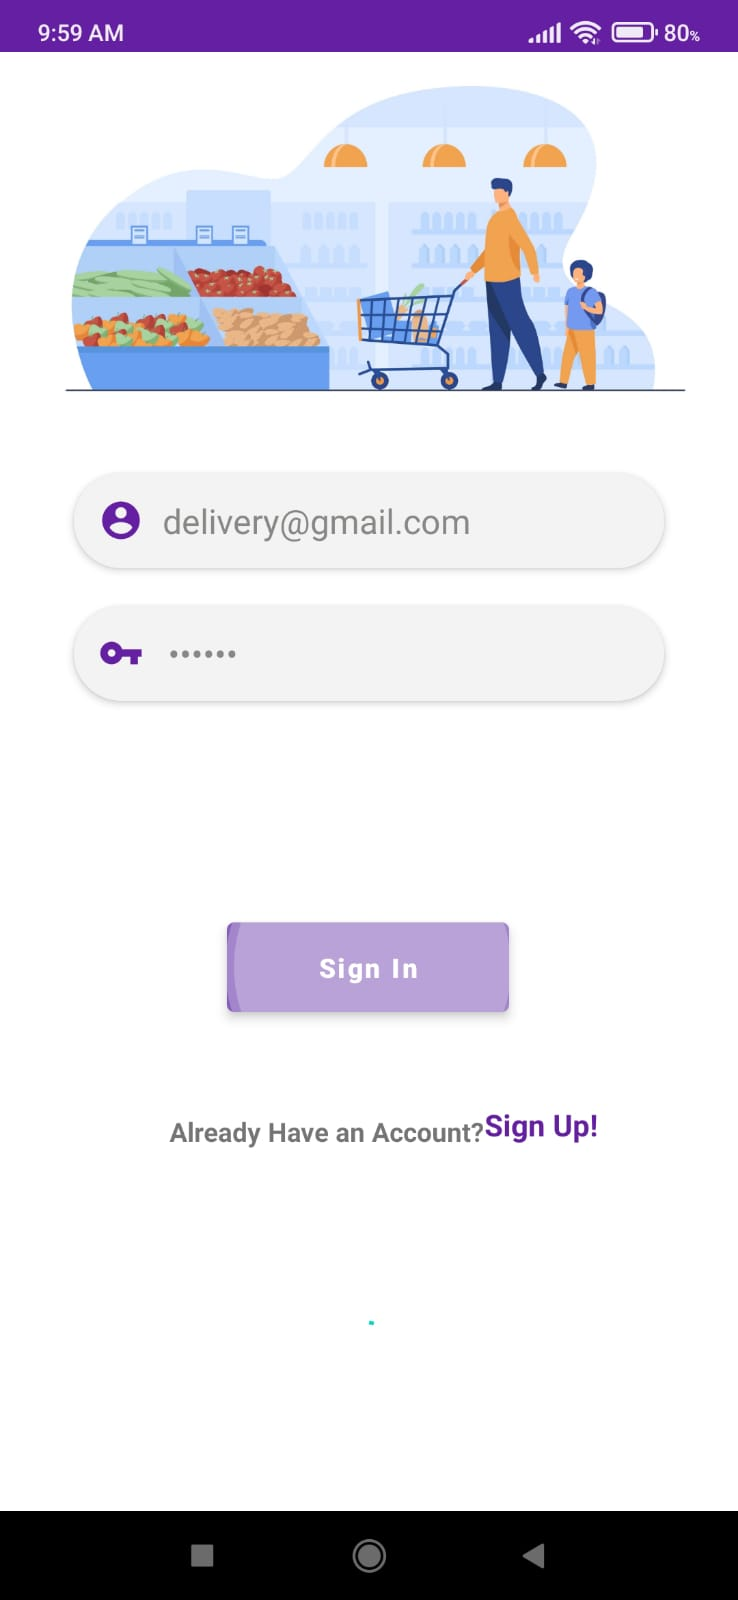 9:59 AM 80%
delivery@gmail.com
••••••
Sign In
Already Have an Account?Sign Up!